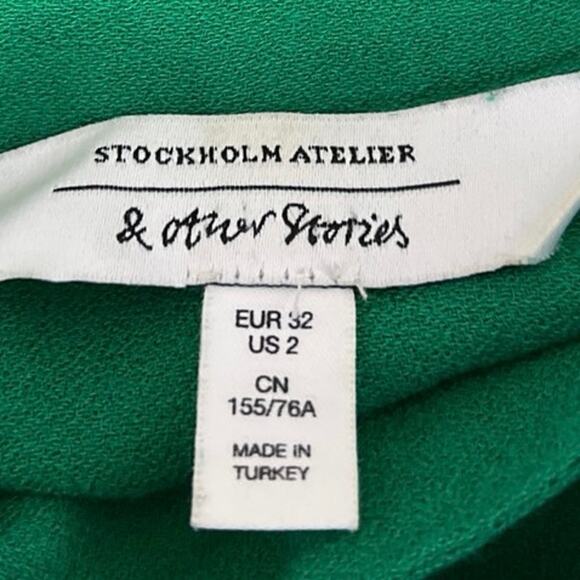 STOCKHOLM ATELIER
& other Stories
EUR 32
US 2
CN
155/76A
MADE IN
TURKEY